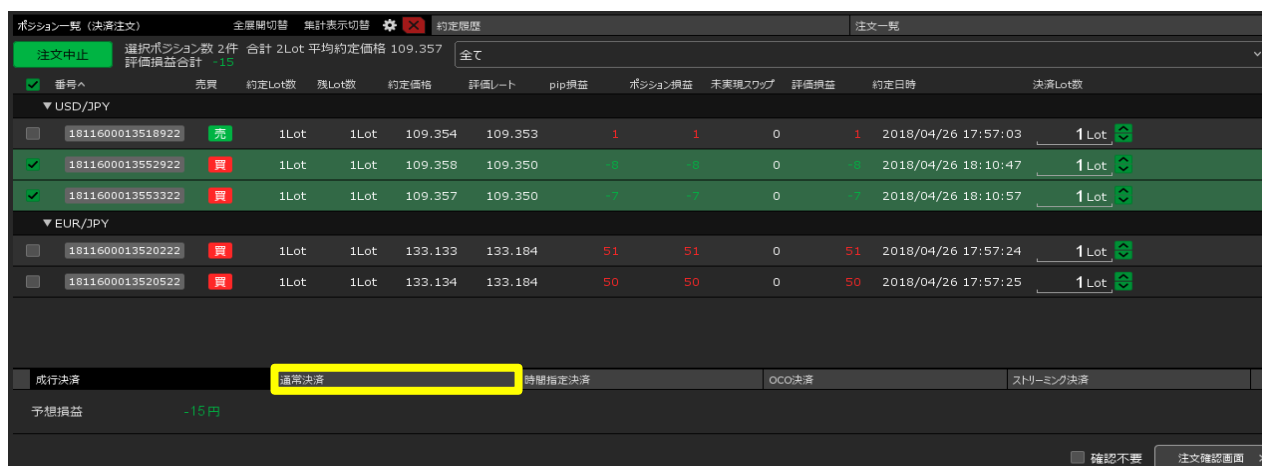 ポジション一覧（決済注文） 全展開切替 集計表示切替 約定履歴 注文一覧
注文中止 選択ポジション数 2件 合計 2Lot 平均約定価格 109.357 全て
評価損益合計 -15
番号へ 売買 約定Lot数 残Lot数 約定価格 評価レート pip損益 ポジション損益 未実現スワップ 評価損益 約定日時 決済Lot数
▼USD/JPY
1811600013518922 売 1Lot 1Lot 109.354 109.353 1 1 0 1 2018/04/26 17:57:03 1 Lot
1811600013552922 買 1Lot 1Lot 109.358 109.350 -8 -8 0 -8 2018/04/26 18:10:47 1 Lot
1811600013553322 買 1Lot 1Lot 109.357 109.350 -7 -7 0 -7 2018/04/26 18:10:57 1 Lot
▼EUR/JPY
1811600013520222 買 1Lot 1Lot 133.133 133.184 51 51 0 51 2018/04/26 17:57:24 1 Lot
1811600013520522 買 1Lot 1Lot 133.134 133.184 50 50 0 50 2018/04/26 17:57:25 1 Lot
成行決済 通常決済 時間指定決済 OCO決済 ストリーミング決済
予想損益 -15円
確認不要 注文確認画面